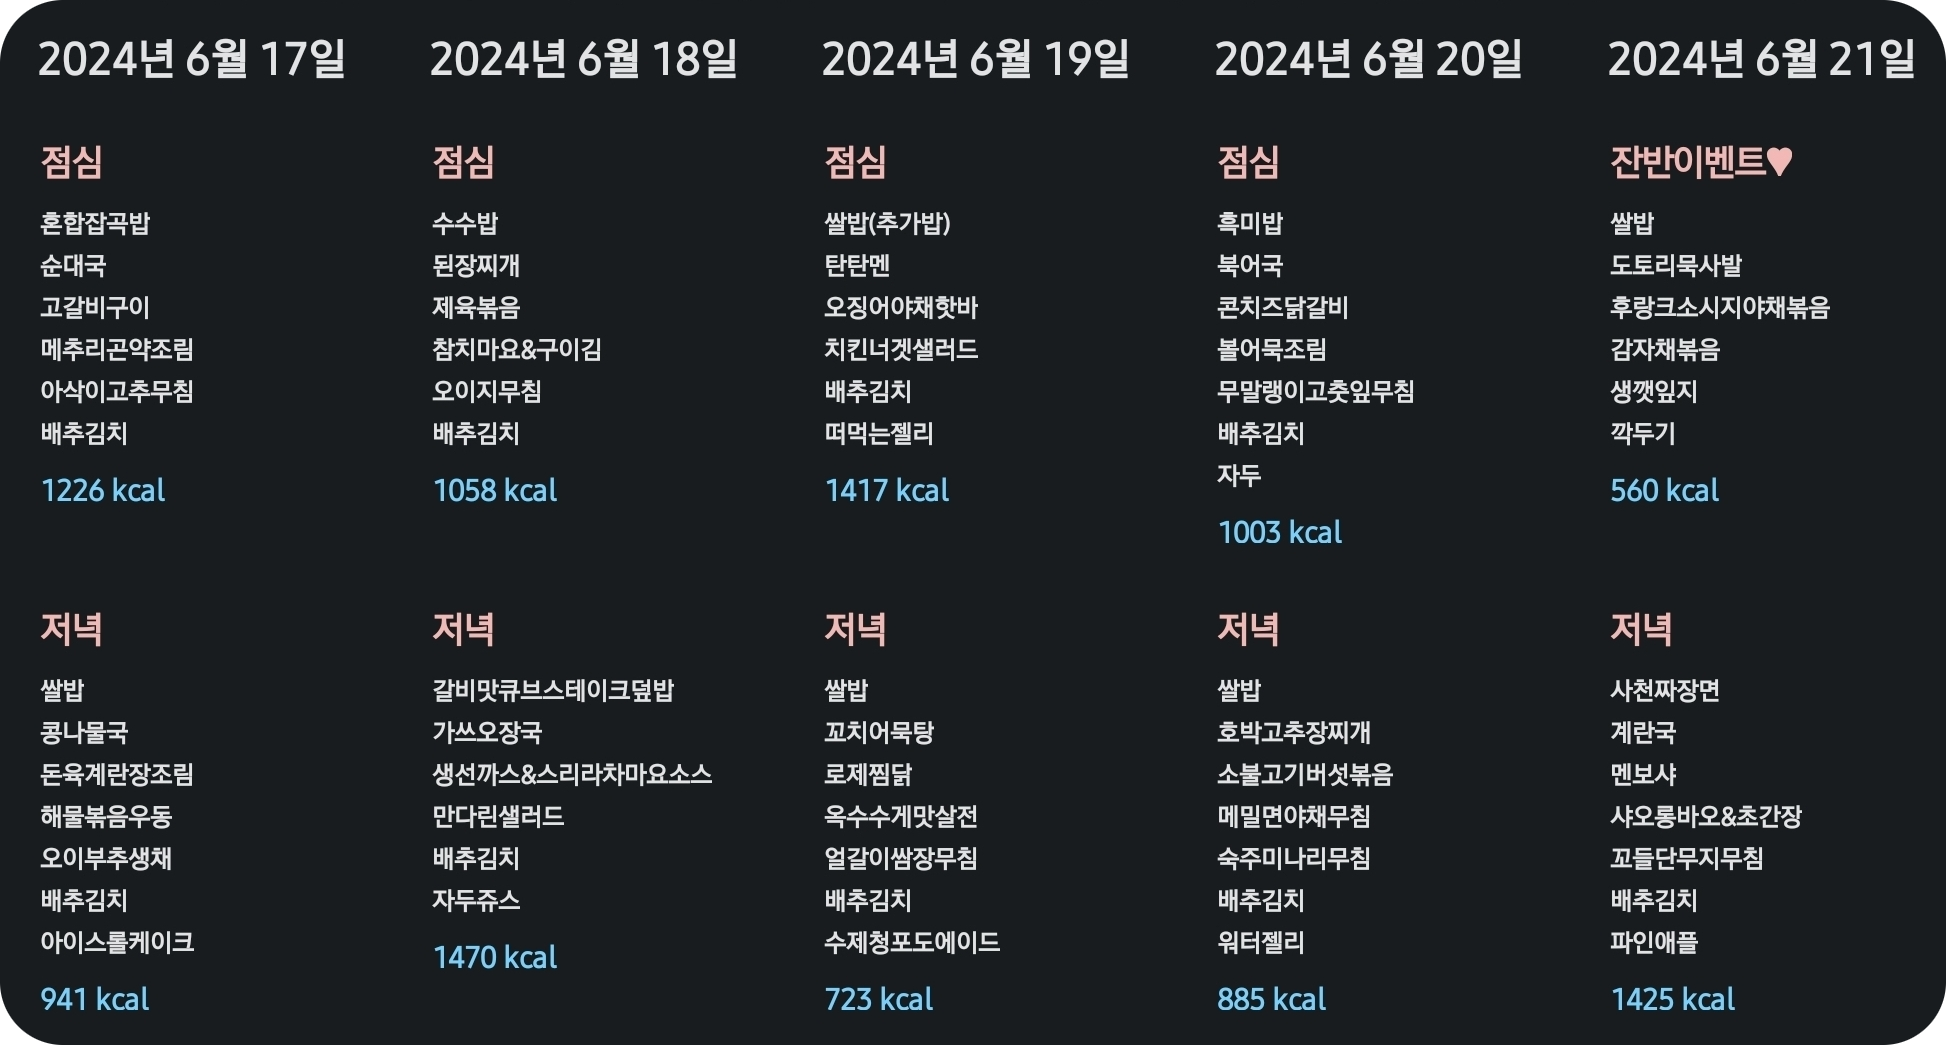 2024년 6월 17일
점심
혼합잡곡밥
순대국
고갈비구이
메추리곤약조림
아삭이고추무침
배추김치
1226 kcal
저녁
쌀밥
콩나물국
돈육계란장조림
해물볶음우동
오이부추생채
배추김치
아이스롤케이크
941 kcal
2024년 6월 18일
점심
수수밥
된장찌개
제육볶음
참치마요&구이김
오이지무침
배추김치
1058 kcal
저녁
갈비맛큐브스테이크덮밥
가쓰오장국
생선까스&스리라차마요소스
만다린샐러드
배추김치
자두쥬스
1470 kcal
2024년 6월 19일
점심
쌀밥(추가밥)
탄탄멘
오징어야채핫바
치킨너겟샐러드
배추김치
떠먹는젤리
1417 kcal
저녁
쌀밥
꼬치어묵탕
로제찜닭
옥수수게맛살전
얼갈이쌈장무침
배추김치
수제청포도에이드
723 kcal
2024년 6월 20일
점심
흑미밥
북어국
콘치즈닭갈비
볼어묵조림
무말랭이고춧잎무침
배추김치
자두
1003 kcal
저녁
쌀밥
호박고추장찌개
소불고기버섯볶음
메밀면야채무침
숙주미나리무침
배추김치
워터젤리
885 kcal
2024년 6월 21일
잔반이벤트♥
쌀밥
도토리묵사발
후랑크소시지야채볶음
감자채볶음
생깻잎지
깍두기
560 kcal
저녁
사천짜장면
계란국
멘보샤
샤오롱바오&초간장
꼬들단무지무침
배추김치
파인애플
1425 kcal